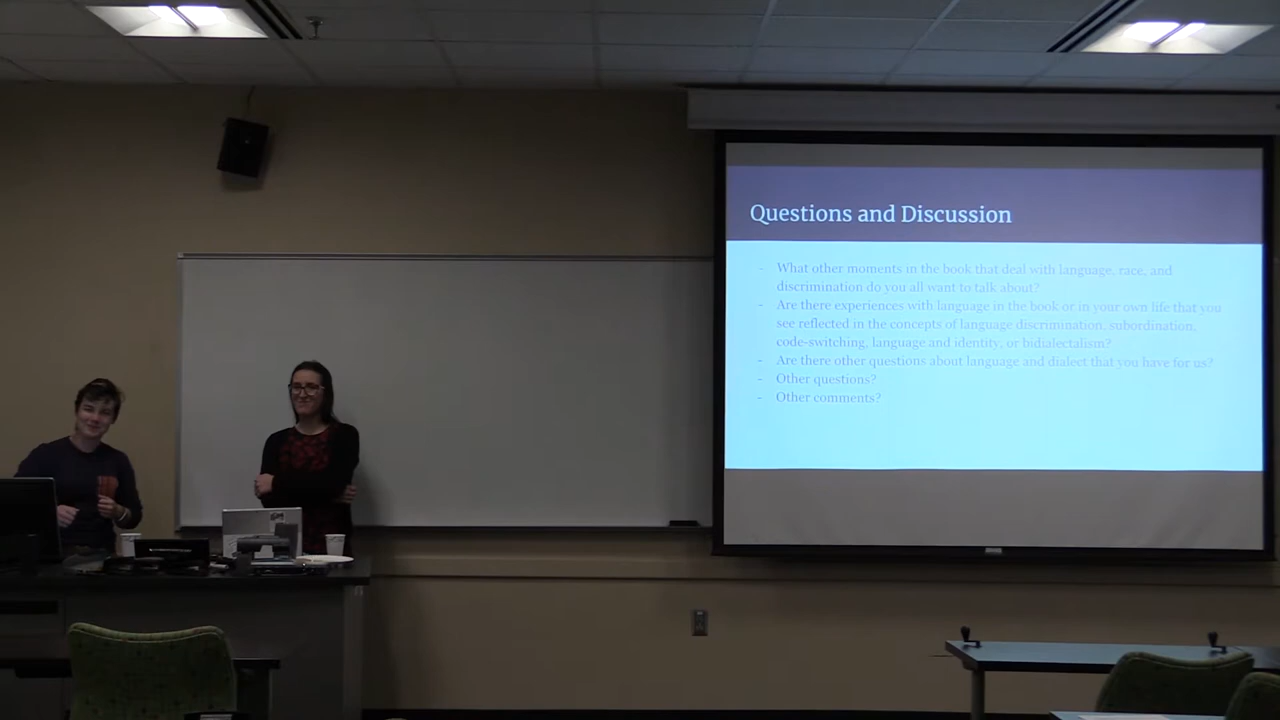 Questions and Discussion
- What other moments in the book that deal with language, race, and
discrimination do you all want to talk about?
- Are there experiences with language in the book or in your own life that you
see reflected in the concepts of language discrimination, subordination,
code-switching, language and identity, or bidialectalism?
- Are there other questions about language and dialect that you have for us?
- Other questions?
- Other comments?